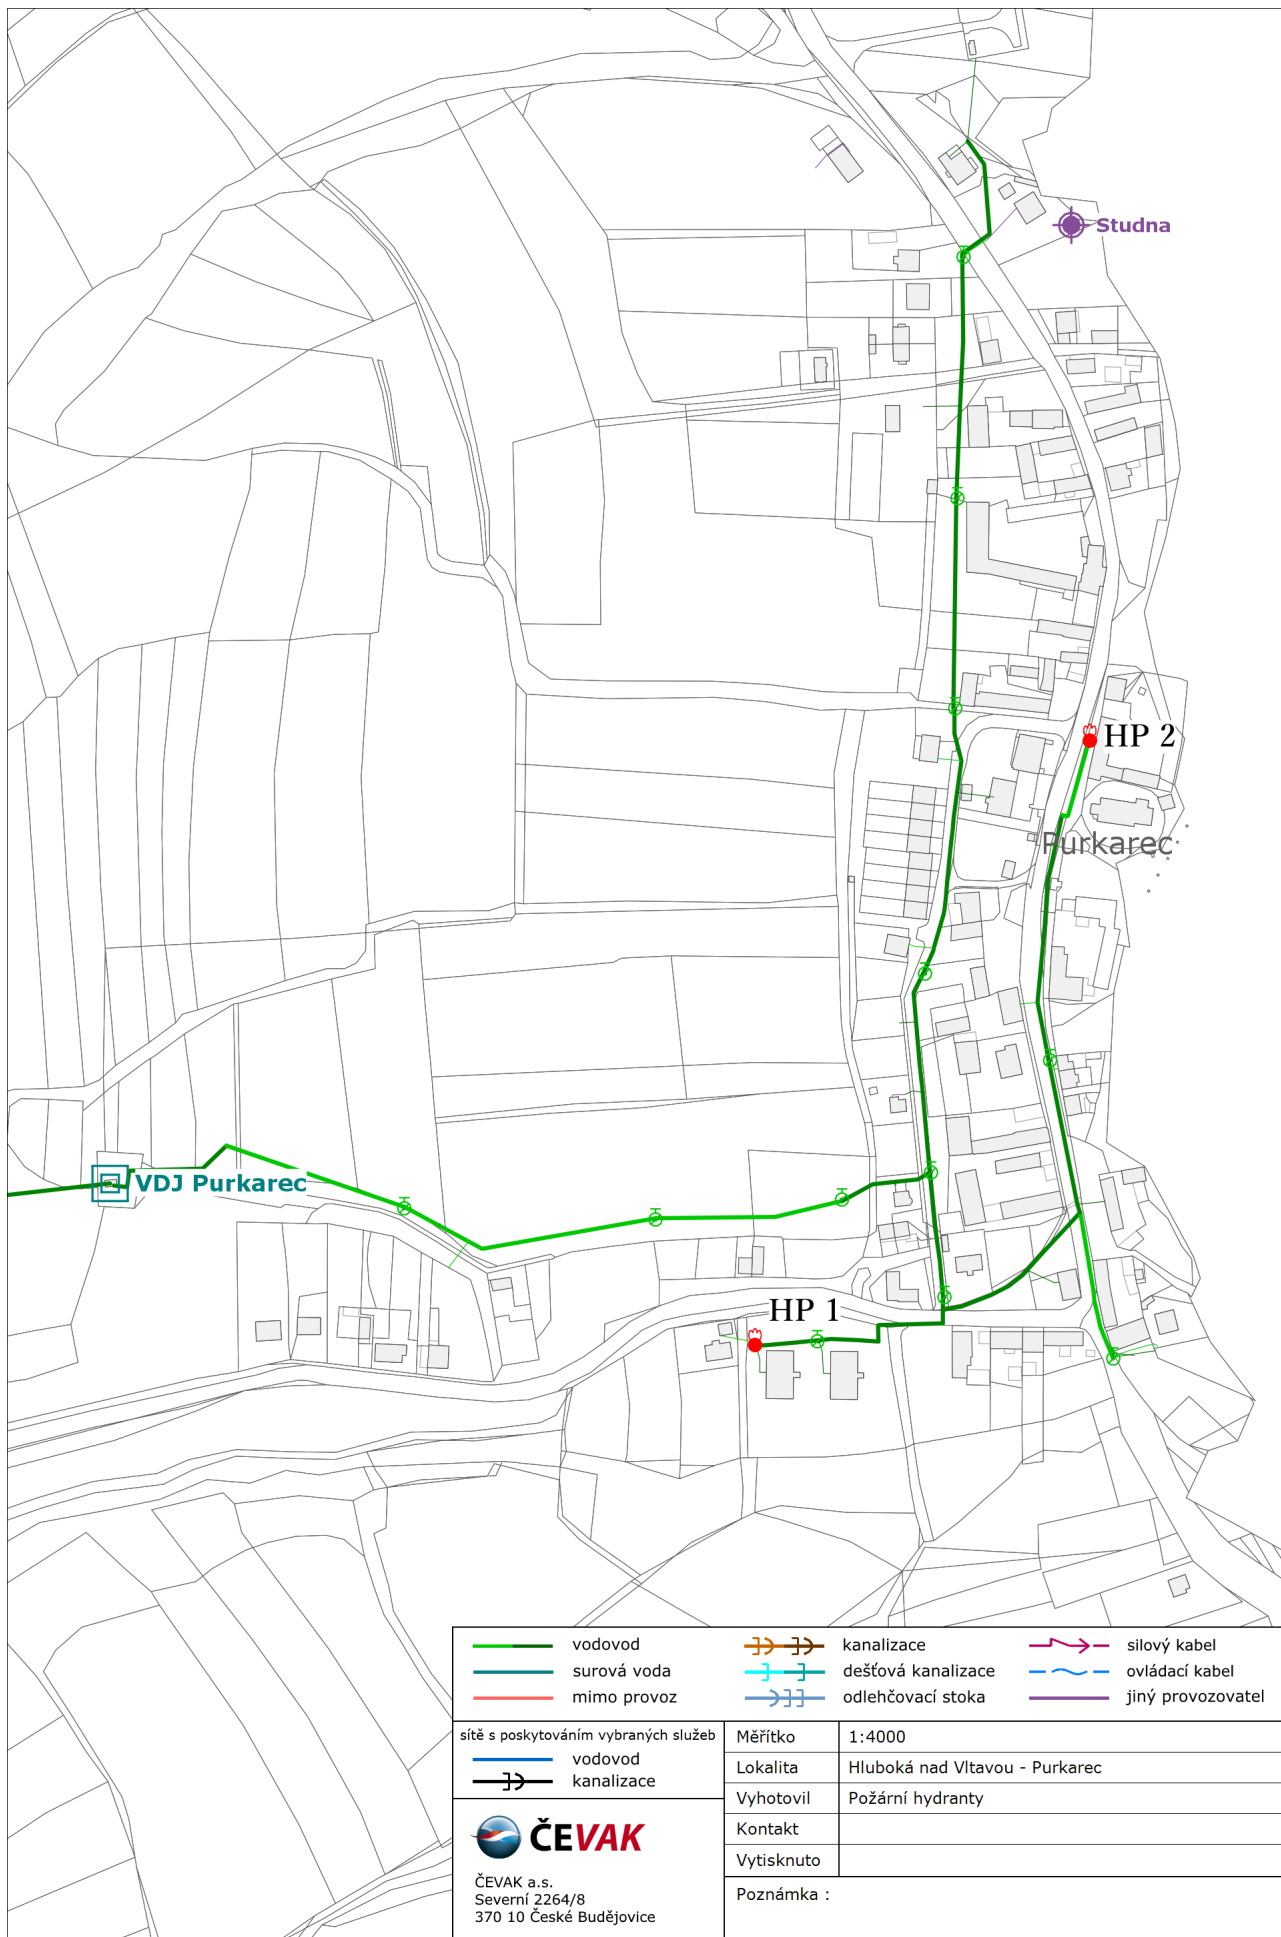 Studna
HP 2
Purkarec
VDJ Purkarec
HP 1
vodovod
surová voda
mimo provoz
kanalizace
dešťová kanalizace
odlehčovací stoka
silový kabel
ovládací kabel
jiný provozovatel
sítě s poskytováním vybraných služeb
vodovod
kanalizace
Měřítko 1:4000
Lokalita Hluboká nad Vltavou - Purkarec
Vyhotovil Požární hydranty
Kontakt
Vytisknuto
Poznámka :
ČEVAK
ČEVAK a.s.
Severní 2264/8
370 10 České Budějovice